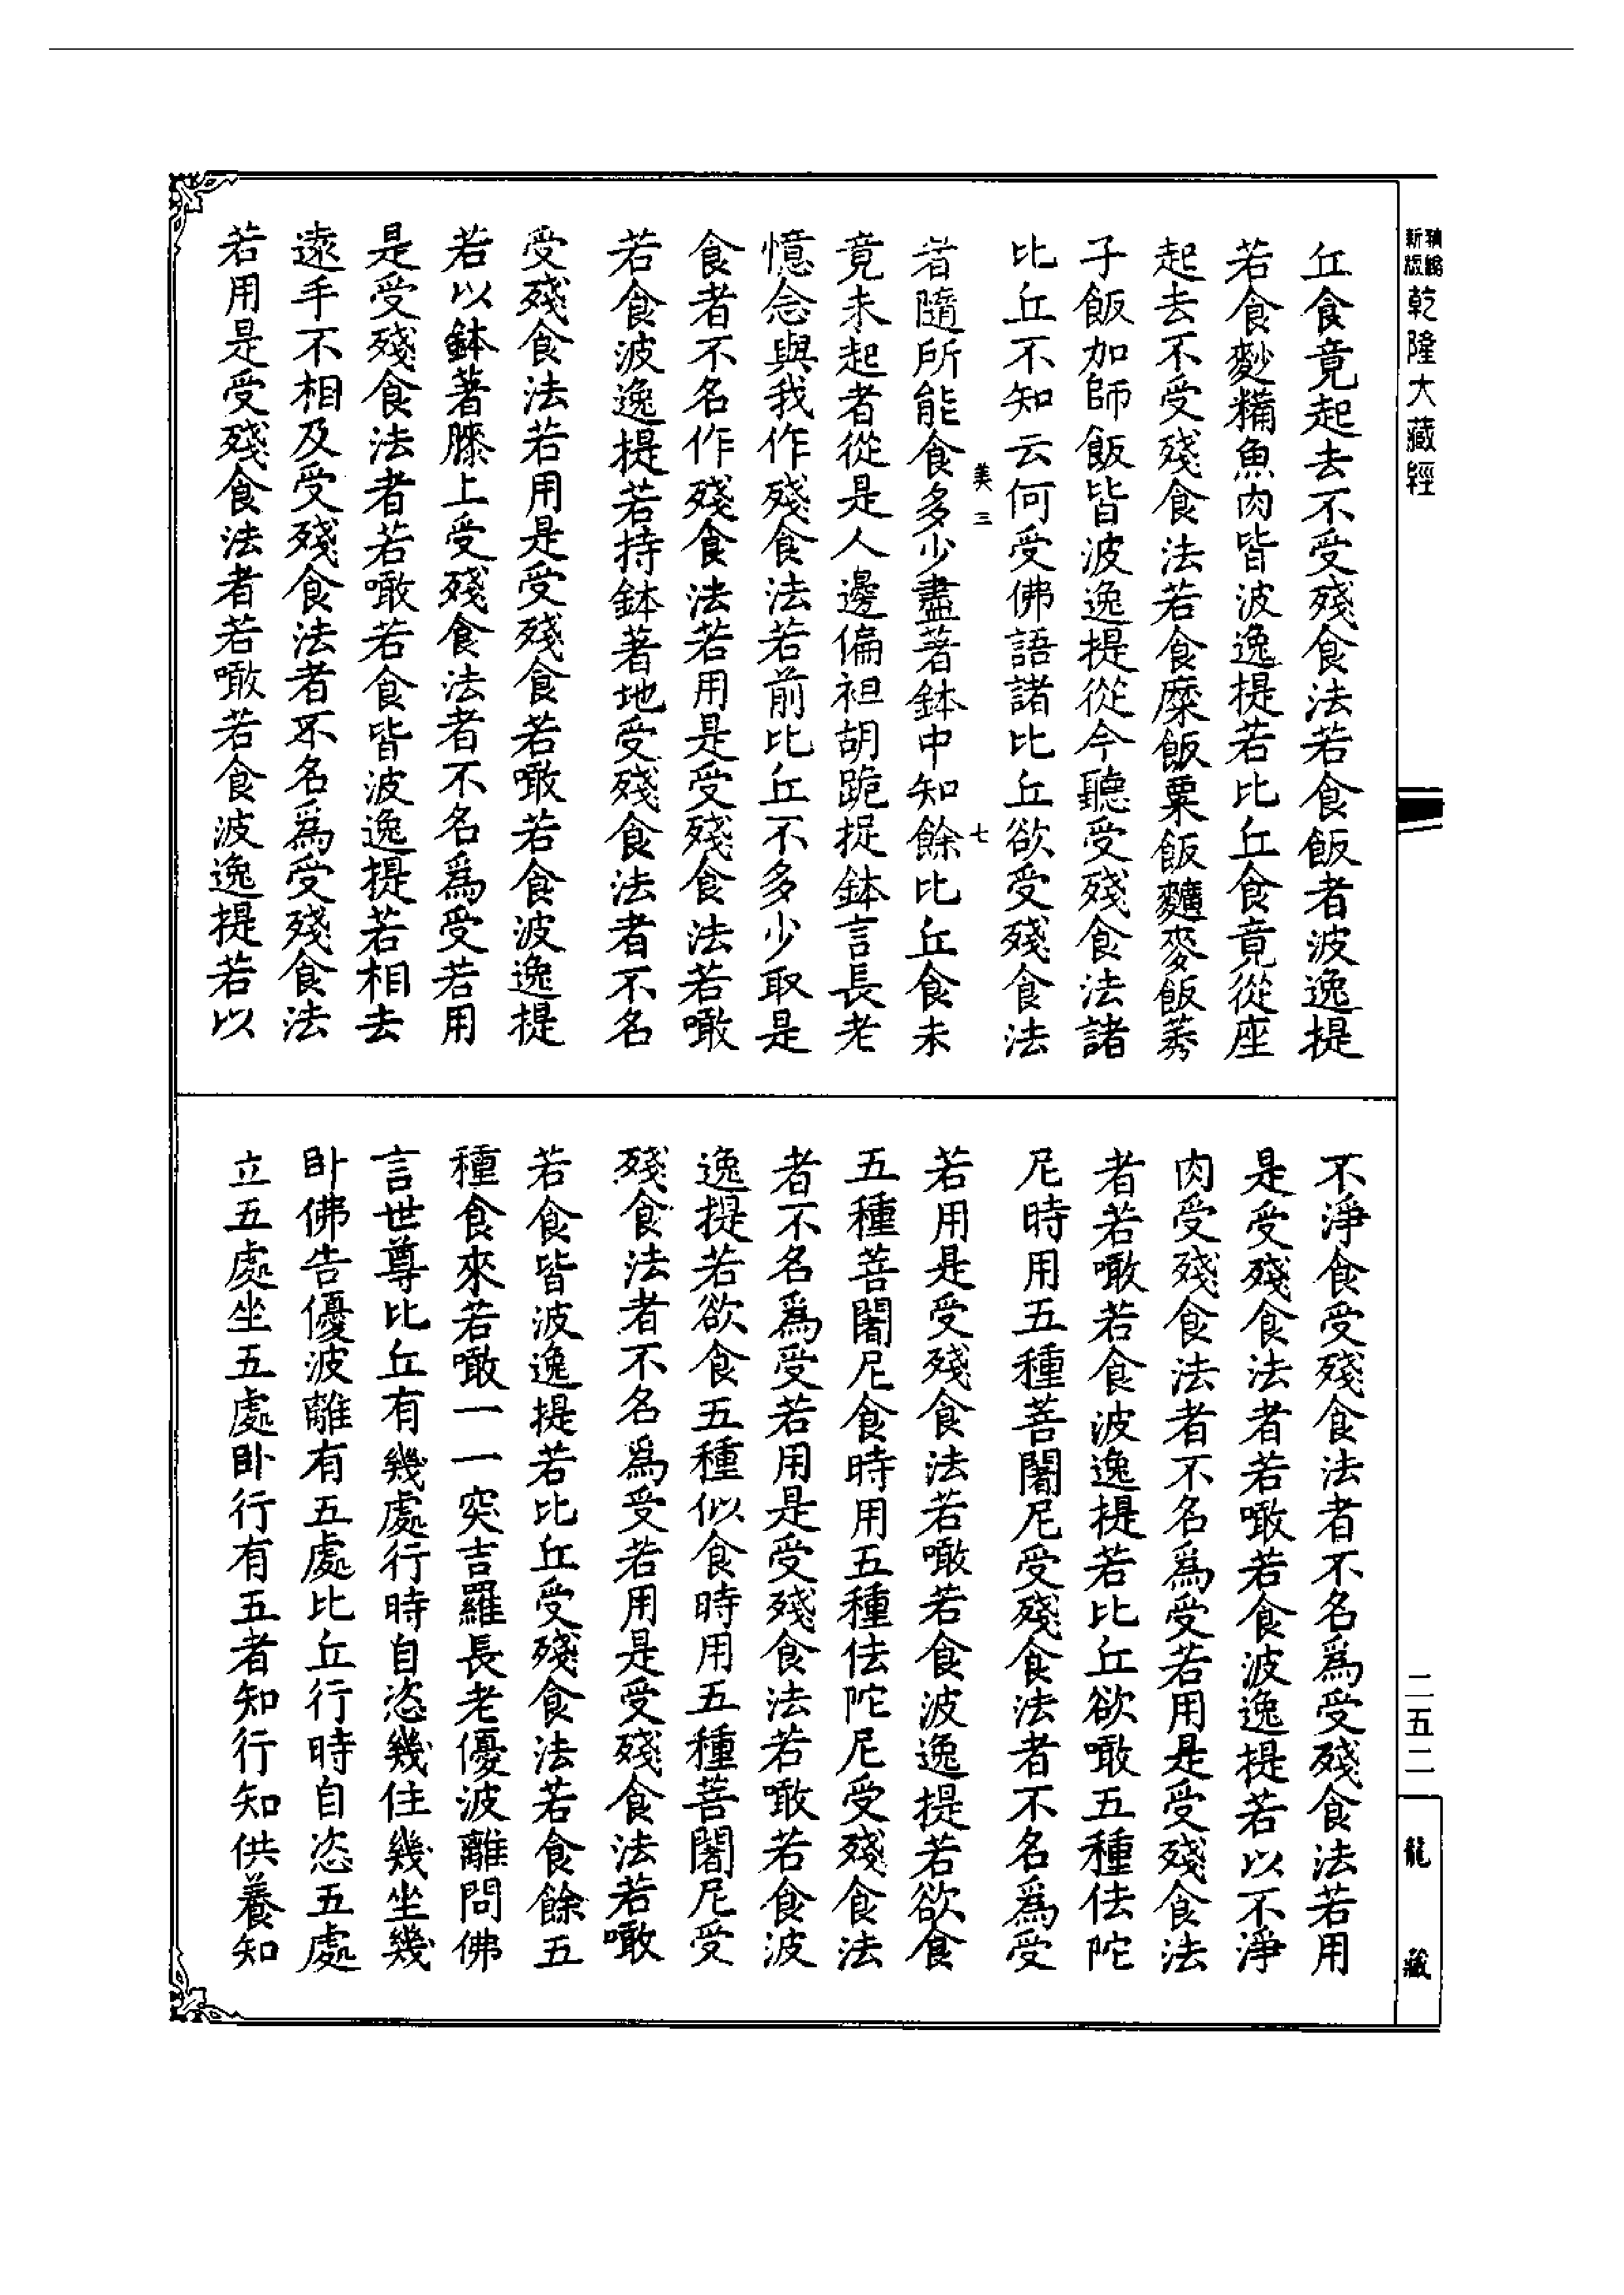 新編縮版乾隆大藏經
丘食竟起去不受殘食法若食飯者波逸提
若食麨糒魚肉皆波逸提若比丘食竟從座
起去不受殘食法若食糜飯粟飯䵃麥飯莠
子飯加師飯皆波逸提從今聽受殘食法諸
比丘不知云何受佛語諸比丘欲受殘食法
美三 七
者隨所能食多少盡著鉢中知餘比丘食未
竟未起者從是人邊偏袒胡跪捉鉢言長老
憶念與我作殘食法若前比丘不多少取是
食者不名作殘食法若用是受殘食法若噉
若食波逸提若持鉢著地受殘食法者不名
受殘食法若用是受殘食若噉若食波逸提
若以鉢著膝上受殘食法者不名爲受若用
是受殘食法者若噉若食皆波逸提若相去
遠手不相及受殘食法者不名爲受殘食法
若用是受殘食法者若噉若食波逸提若以
不淨食受殘食法者不名爲受殘食法若用
是受殘食法者若噉若食波逸提若以不淨
肉受殘食法者不名爲受若用是受殘食法
者若噉若食波逸提若比丘欲噉五種佉陀
尼時用五種菩闍尼受殘食法者不名爲受
若用是受殘食法若噉若食波逸提若欲食
五種菩闍尼食時用五種佉陀尼受殘食法
者不名爲受若用是受殘食法若噉若食波
逸提若欲食五種似食時用五種菩闍尼受
殘食法者不名爲受若用是受殘食法若噉
若食皆波逸提若比丘受殘食法若食餘五
種食來若噉一一突吉羅長老優波離問佛
言世尊比丘有幾處行時自恣幾住幾坐幾
卧佛告優波離有五處比丘行時自恣五處
立五處坐五處卧行有五者知行知供養知
二五二
龍藏